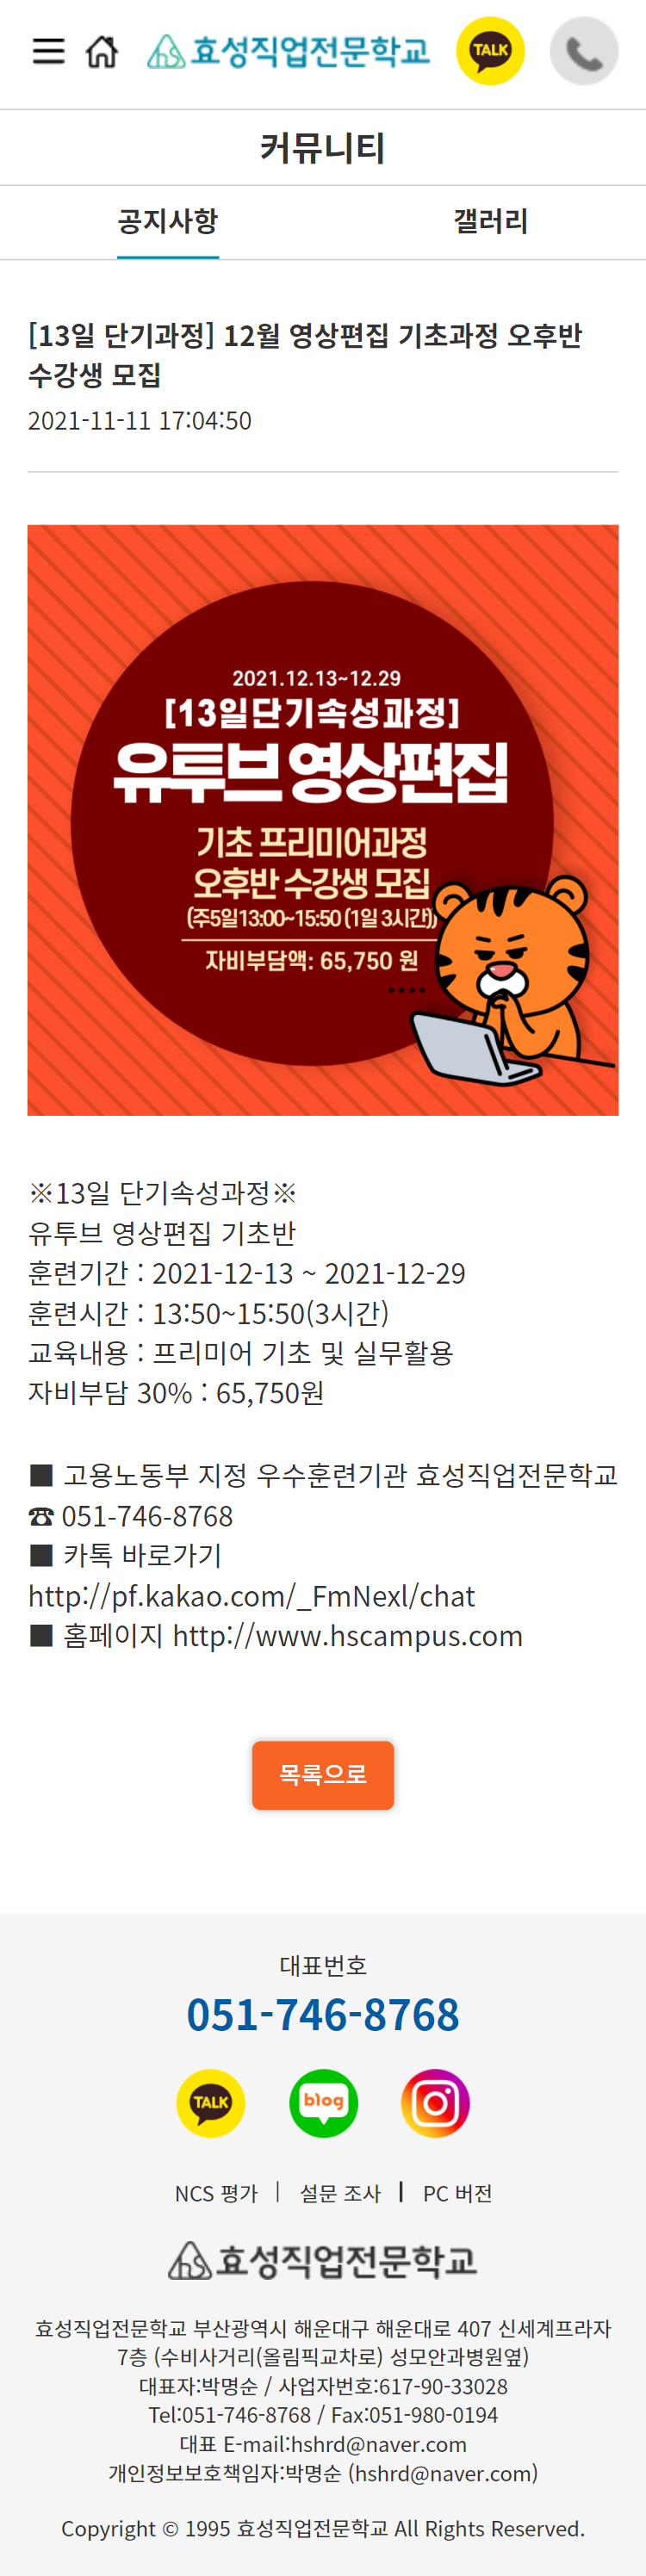 효성직업전문학교
TALK
커뮤니티
공지사항
갤러리
[13일 단기과정] 12월 영상편집 기초과정 오후반
수강생 모집
2021-11-11 17:04:50
2021.12.13~12.29
[13일단기속성과정]
유투브 영상편집
기초 프리미어과정
오후반 수강생 모집
(주5일13:00~15:50 (1일 3시간))
자비부담액: 65,750 원
※13일 단기속성과정※
유투브 영상편집 기초반
훈련기간 : 2021-12-13 ~ 2021-12-29
훈련시간 : 13:50~15:50(3시간)
교육내용 : 프리미어 기초 및 실무활용
자비부담 30% : 65,750원
■ 고용노동부 지정 우수훈련기관 효성직업전문학교
☎ 051-746-8768
■ 카톡 바로가기
http://pf.kakao.com/_FmNexl/chat
■ 홈페이지 http://www.hscampus.com
목록으로
대표번호
051-746-8768
TALK
blog
NCS 평가 | 설문 조사 | PC 버전
hS 효성직업전문학교
효성직업전문학교 부산광역시 해운대구 해운대로 407 신세계프라자
7층 (수비사거리(올림픽교차로) 성모안과병원옆)
대표자:박명순 / 사업자번호:617-90-33028
Tel:051-746-8768 / Fax:051-980-0194
대표 E-mail:hshrd@naver.com
개인정보보호책임자:박명순 (hshrd@naver.com)
Copyright © 1995 효성직업전문학교 All Rights Reserved.